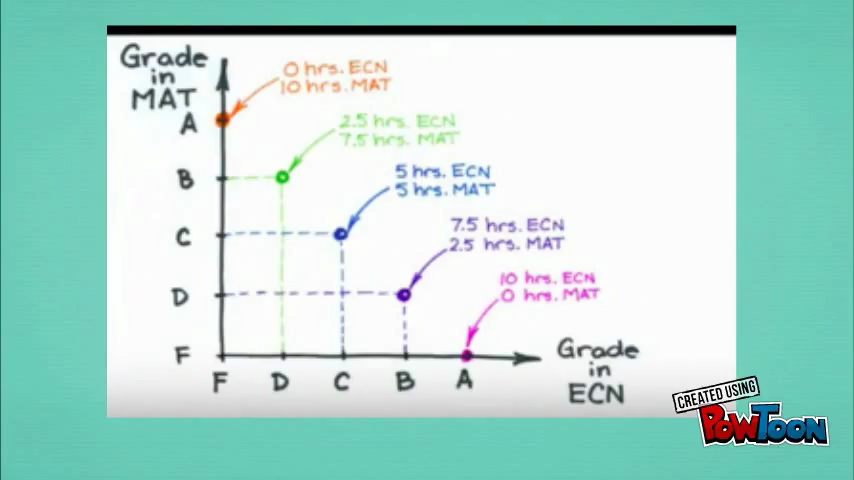 Grade
in
MAT
0 hrs. ECN
10 hrs. MAT
A
2.5 hrs. ECN
7.5 hrs. MAT
B
5 hrs. ECN
5 hrs. MAT
C
7.5 hrs. ECN
2.5 hrs. MAT
D
10 hrs. ECN
0 hrs. MAT
F
F D C B A
Grade
in
ECN
CREATED USING
POWTOON